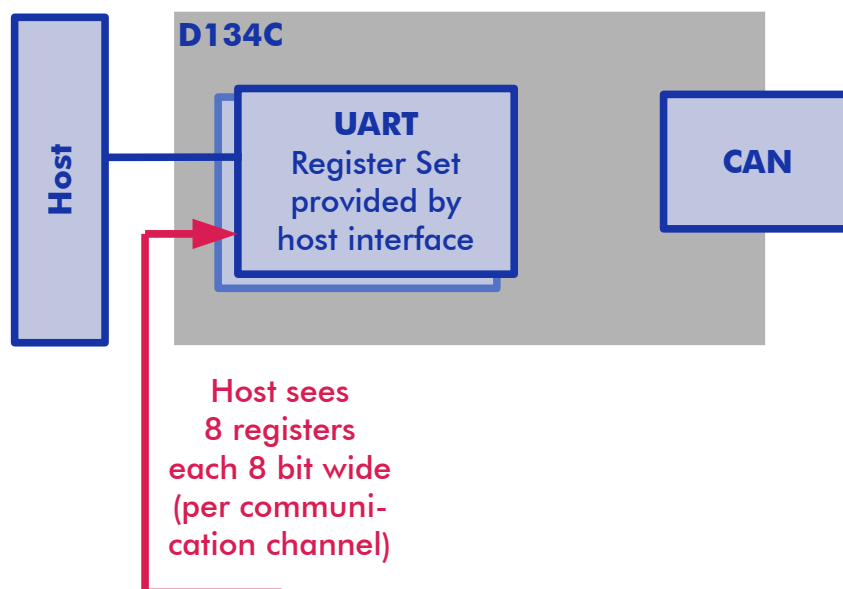 D134C
Host
UART
Register Set
provided by
host interface
CAN
Host sees
8 registers
each 8 bit wide
(per communi-
cation channel)